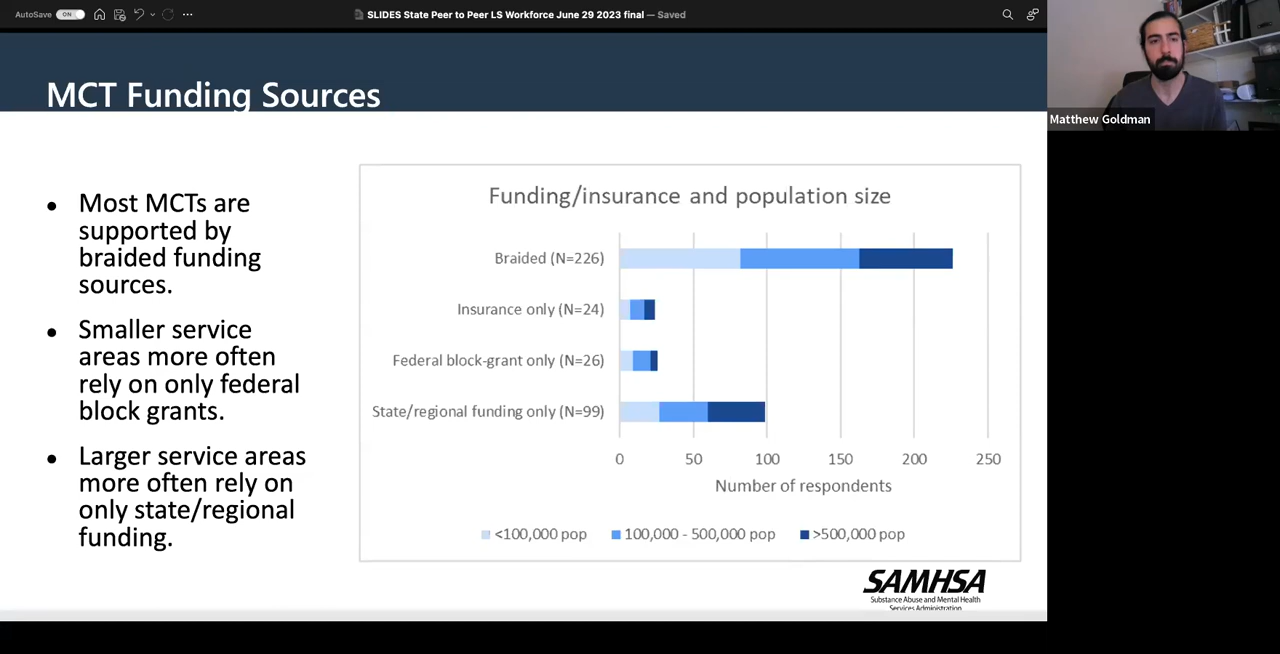 AutoSave ON
SLIDES State Peer to Peer LS Workforce June 29 2023 final — Saved
Matthew Goldman
MCT Funding Sources
• Most MCTs are
supported by
braided funding
sources.
• Smaller service
areas more often
rely on only federal
block grants.
• Larger service areas
more often rely on
only state/regional
funding.
Funding/insurance and population size
Braided (N=226)
Insurance only (N=24)
Federal block-grant only (N=26)
State/regional funding only (N=99)
0 50 100 150 200 250
Number of respondents
<100,000 pop 100,000 - 500,000 pop >500,000 pop
SAMHSA
Substance Abuse and Mental Health
Services Administration